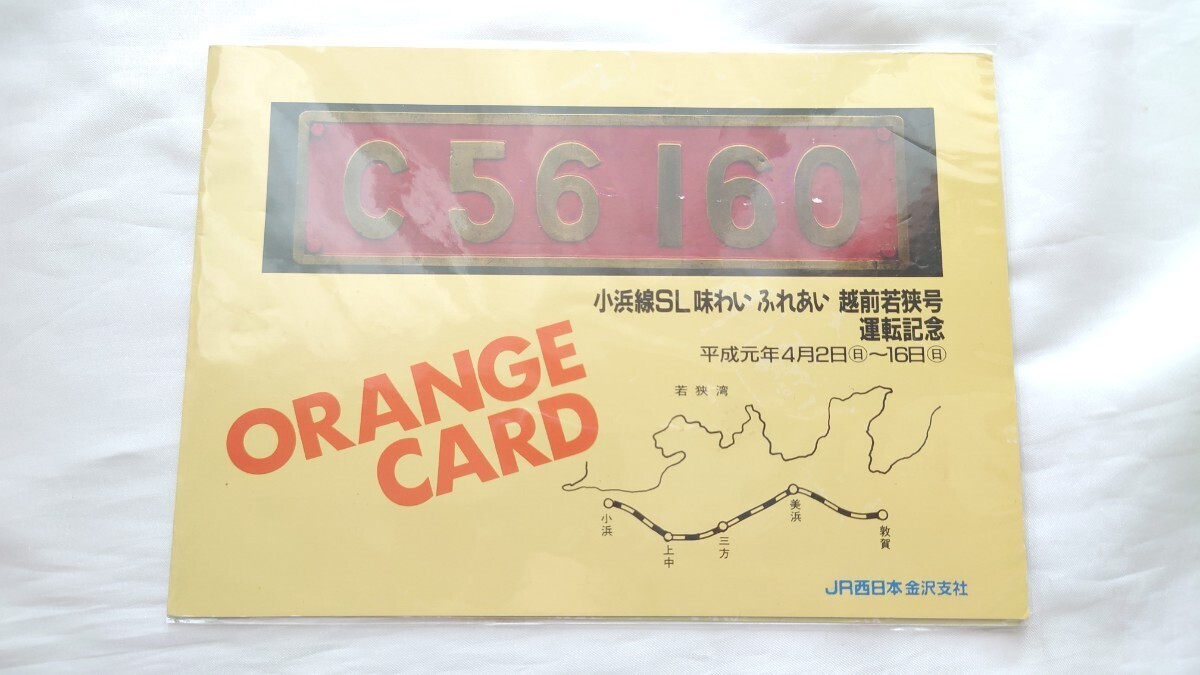 C56 160
小浜線SL味わい ふれあい 越前若狭号
運転記念
平成元年4月2日㊐〜16日㊐
ORANGE
CARD
若狭湾
小浜
上中
三方
美浜
敦賀
JR西日本 金沢支社